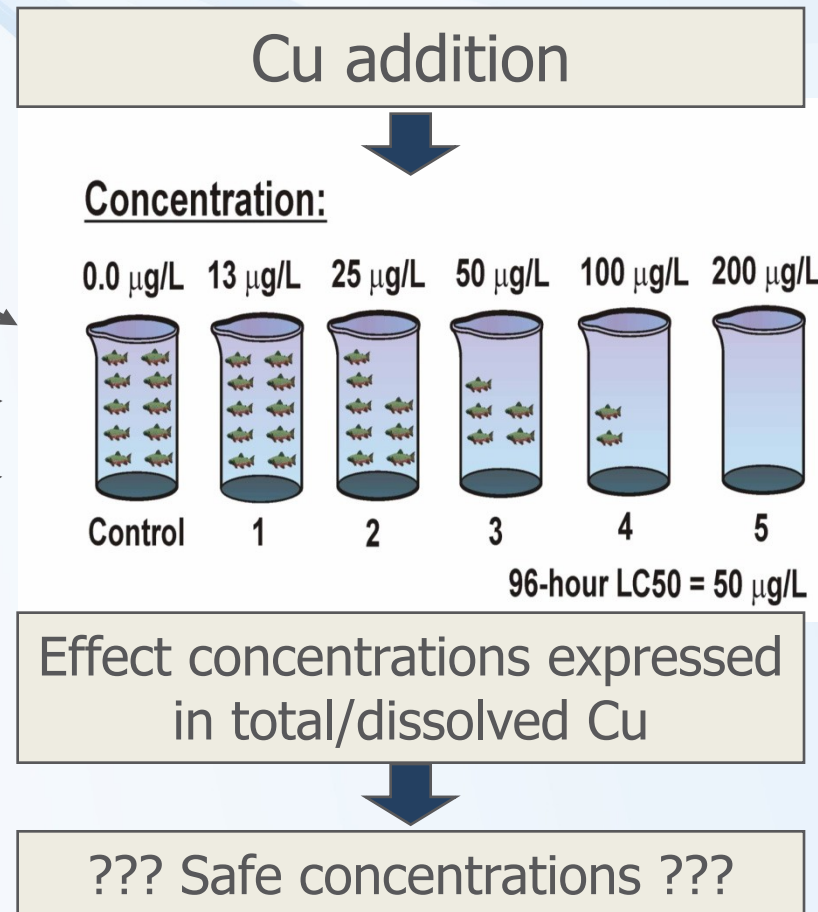 Cu addition
Concentration:
0.0 μg/L 13 μg/L 25 μg/L 50 μg/L 100 μg/L 200 μg/L
Control 1 2 3 4 5
96-hour LC50 = 50 μg/L
Effect concentrations expressed
in total/dissolved Cu
??? Safe concentrations ???